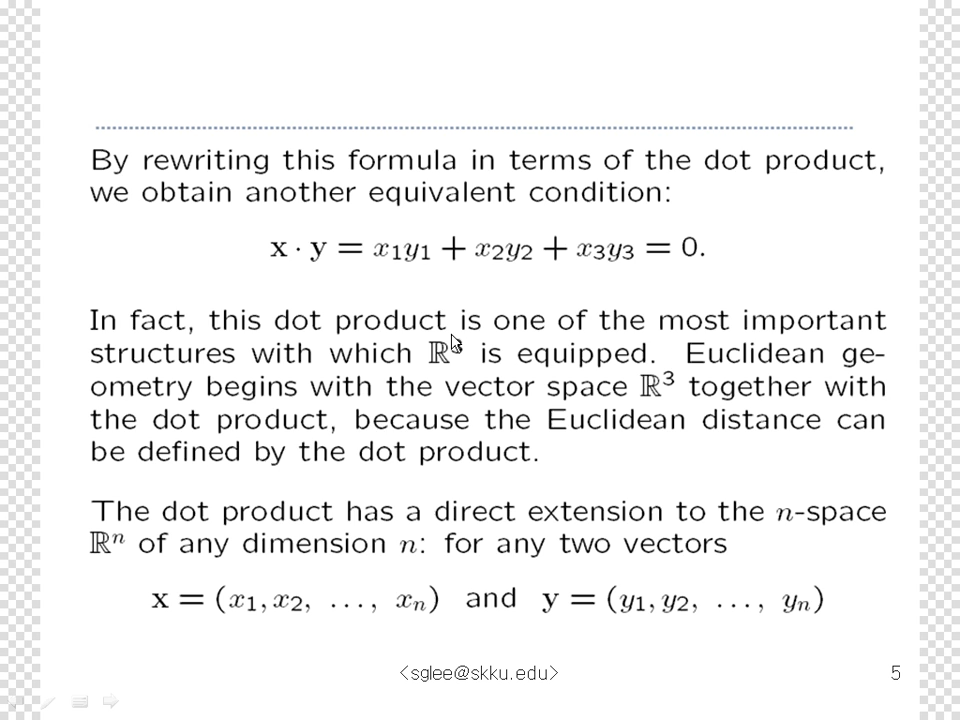 By rewriting this formula in terms of the dot product,
we obtain another equivalent condition:
x · y = x₁y₁ + x₂y₂ + x₃y₃ = 0.
In fact, this dot product is one of the most important
structures with which ℝ³ is equipped. Euclidean ge-
ometry begins with the vector space ℝ³ together with
the dot product, because the Euclidean distance can
be defined by the dot product.
The dot product has a direct extension to the n-space
ℝⁿ of any dimension n: for any two vectors
x = (x₁, x₂, ..., xₙ) and y = (y₁, y₂, ..., yₙ)
<sglee@skku.edu> 5